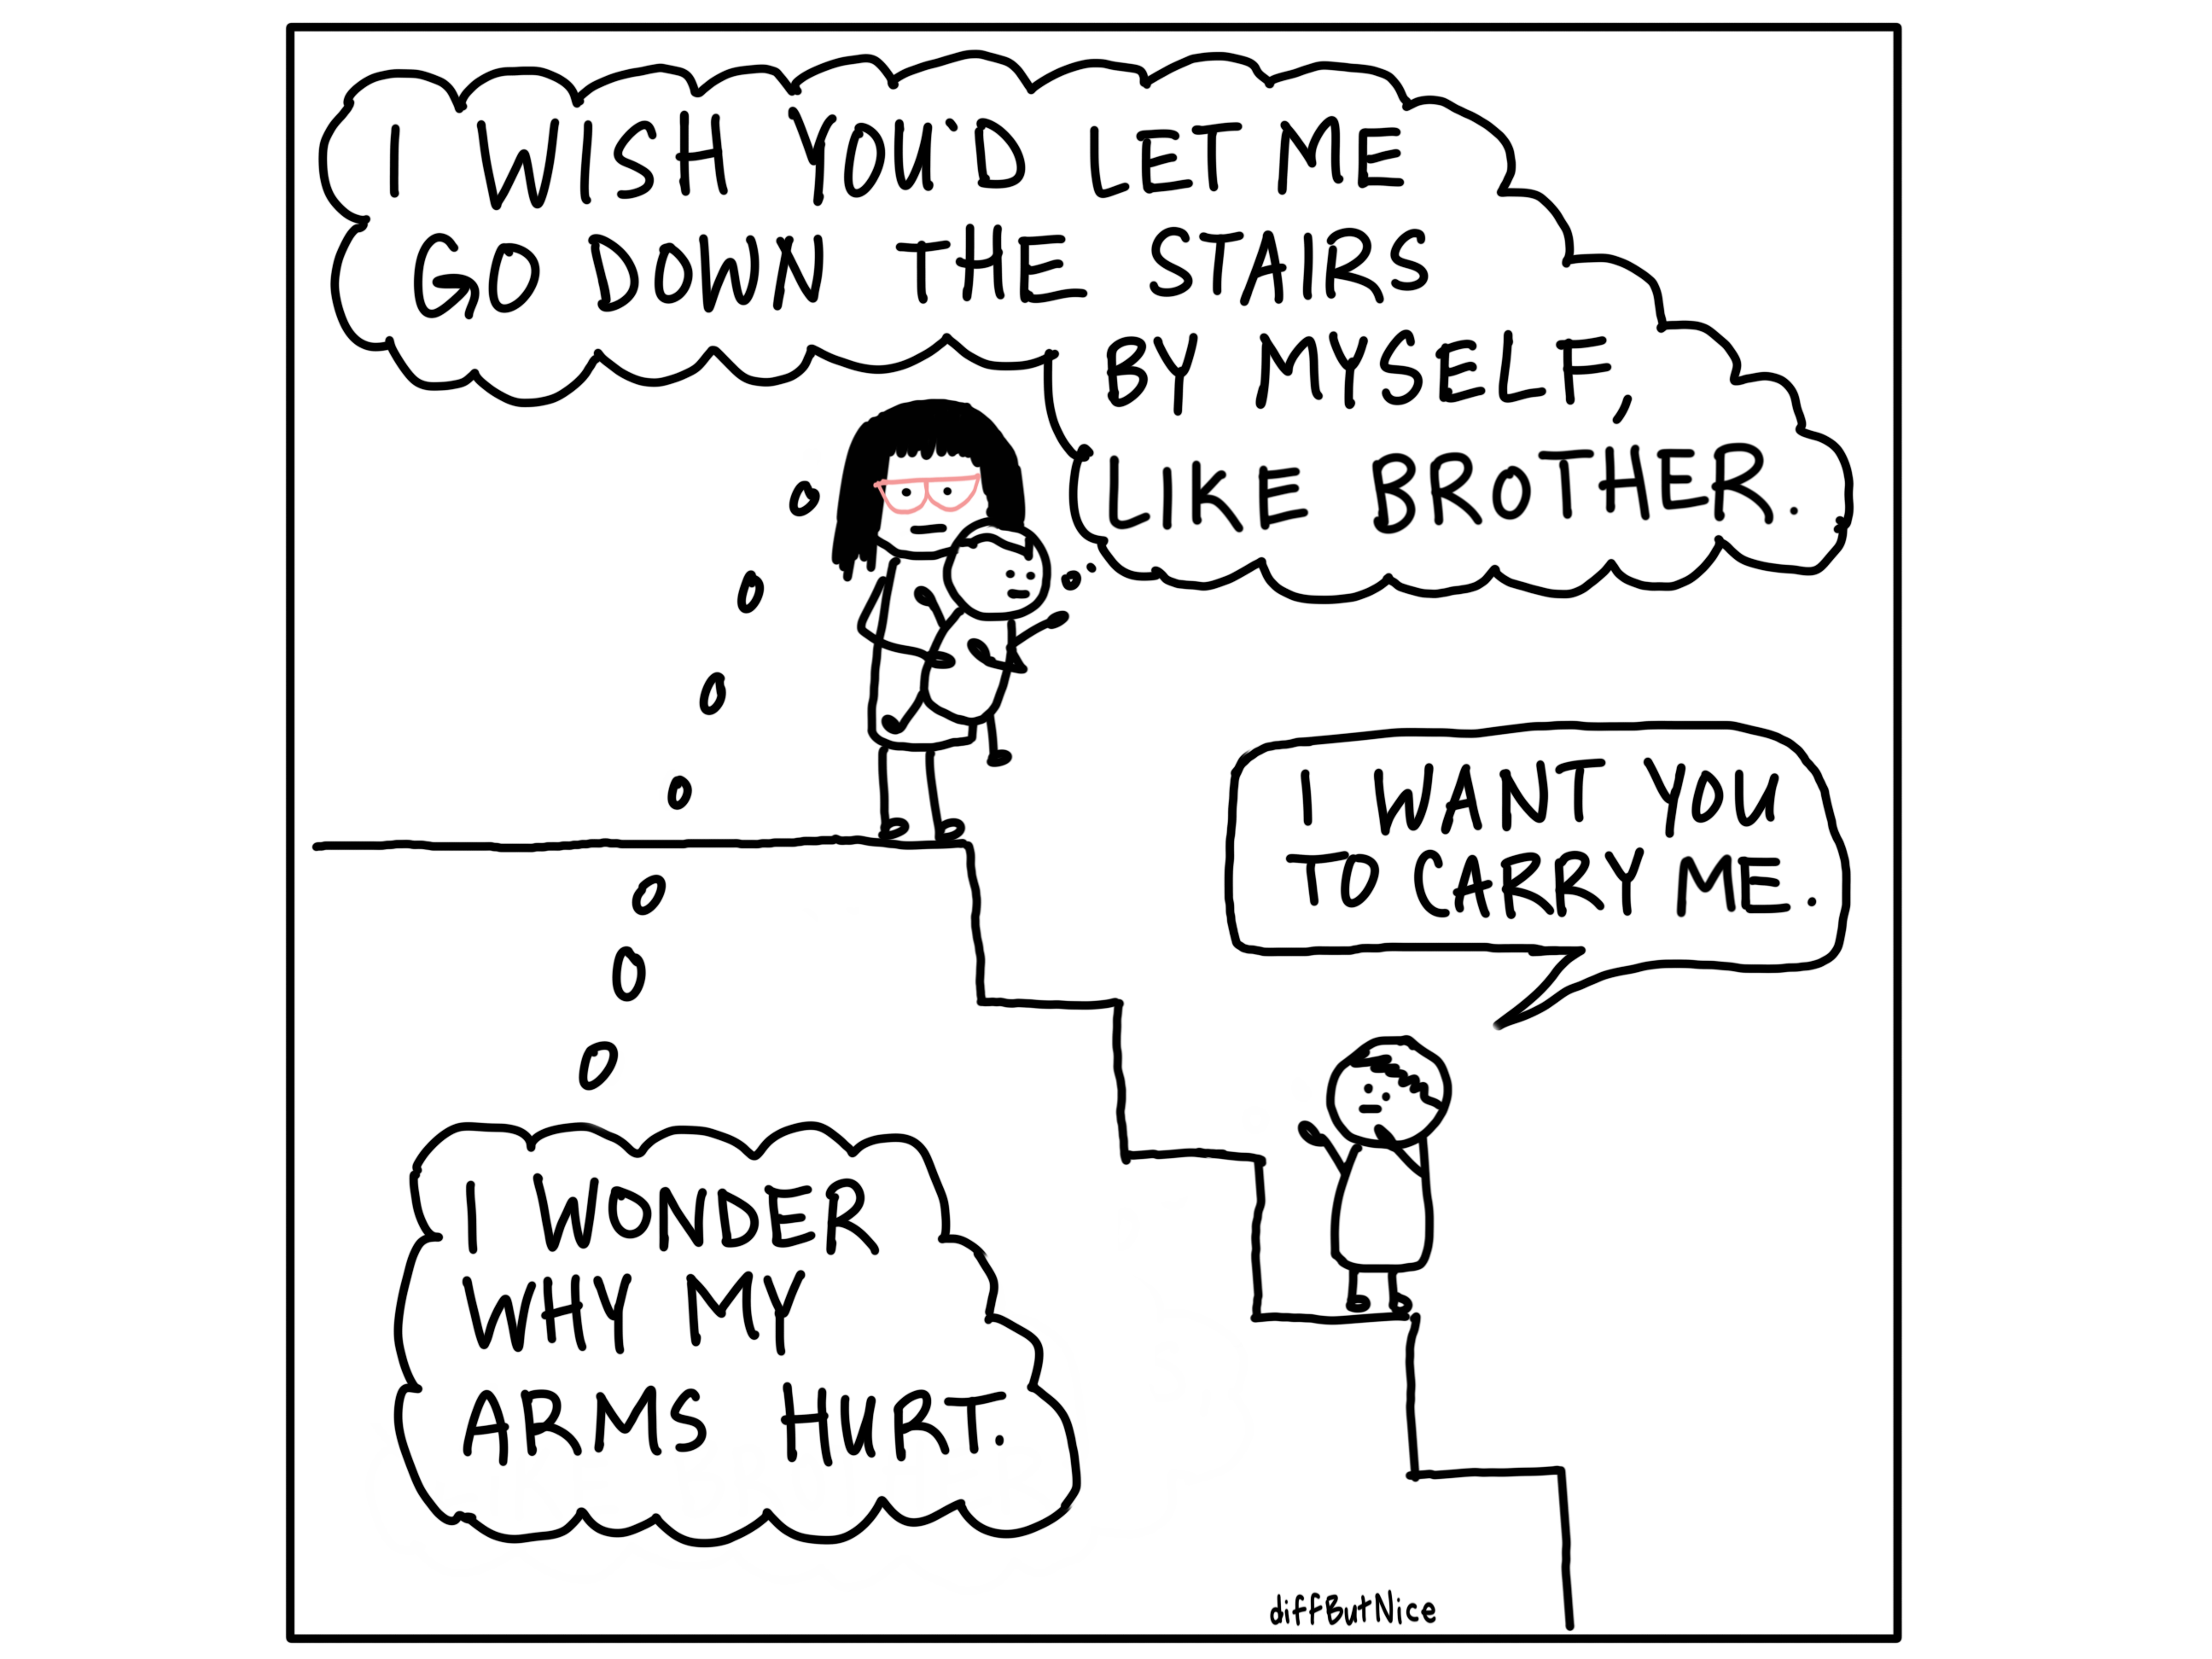 I WISH YOU'D LET ME
GO DOWN THE STAIRS
BY MYSELF,
LIKE BROTHER.
I WANT YOU
TO CARRY ME.
I WONDER
WHY MY
ARMS HURT.
diffButNice